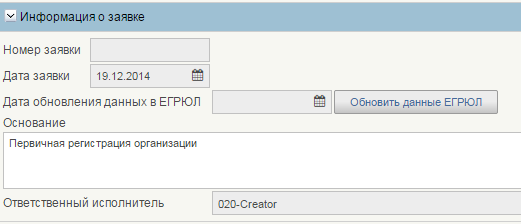 Информация о заявке
Номер заявки
Дата заявки 19.12.2014
Дата обновления данных в ЕГРЮЛ Обновить данные ЕГРЮЛ
Основание
Первичная регистрация организации
Ответственный исполнитель 020-Creator